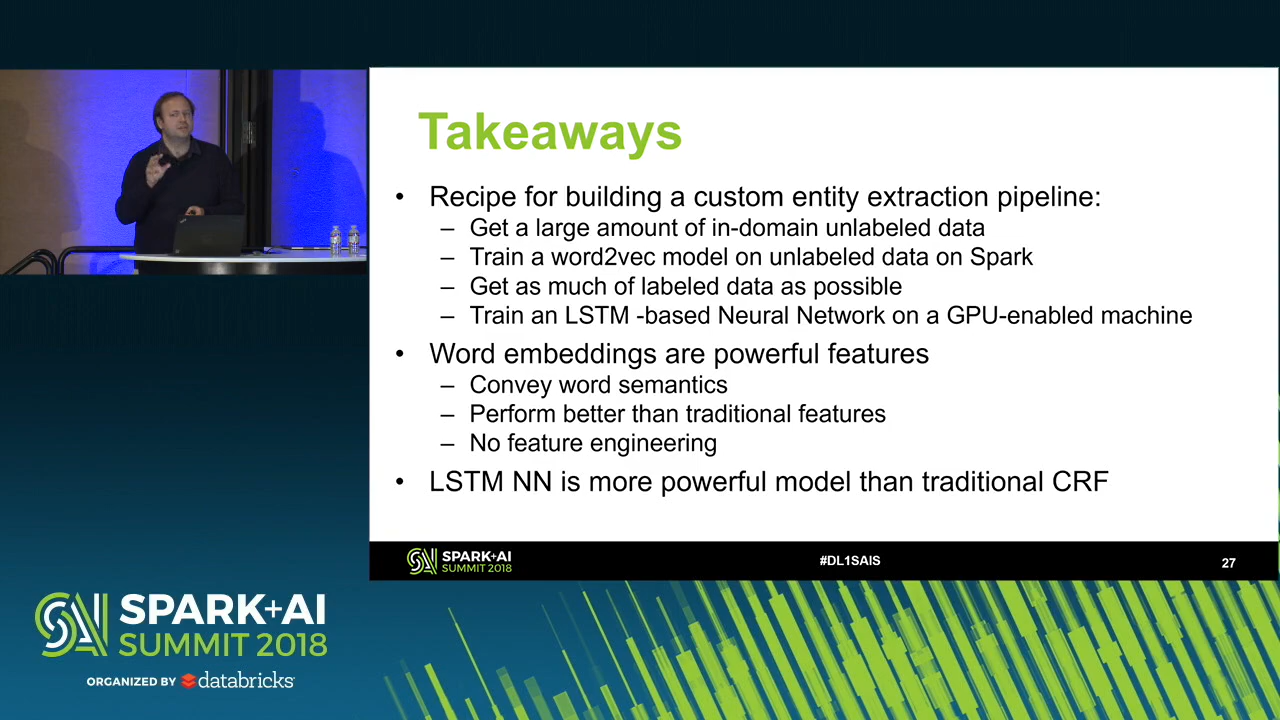 Takeaways
• Recipe for building a custom entity extraction pipeline:
– Get a large amount of in-domain unlabeled data
– Train a word2vec model on unlabeled data on Spark
– Get as much of labeled data as possible
– Train an LSTM -based Neural Network on a GPU-enabled machine
• Word embeddings are powerful features
– Convey word semantics
– Perform better than traditional features
– No feature engineering
• LSTM NN is more powerful model than traditional CRF
SPARK+AI
SUMMIT 2018
#DL1SAIS
27
SPARK+AI
SUMMIT 2018
ORGANIZED BY databricks